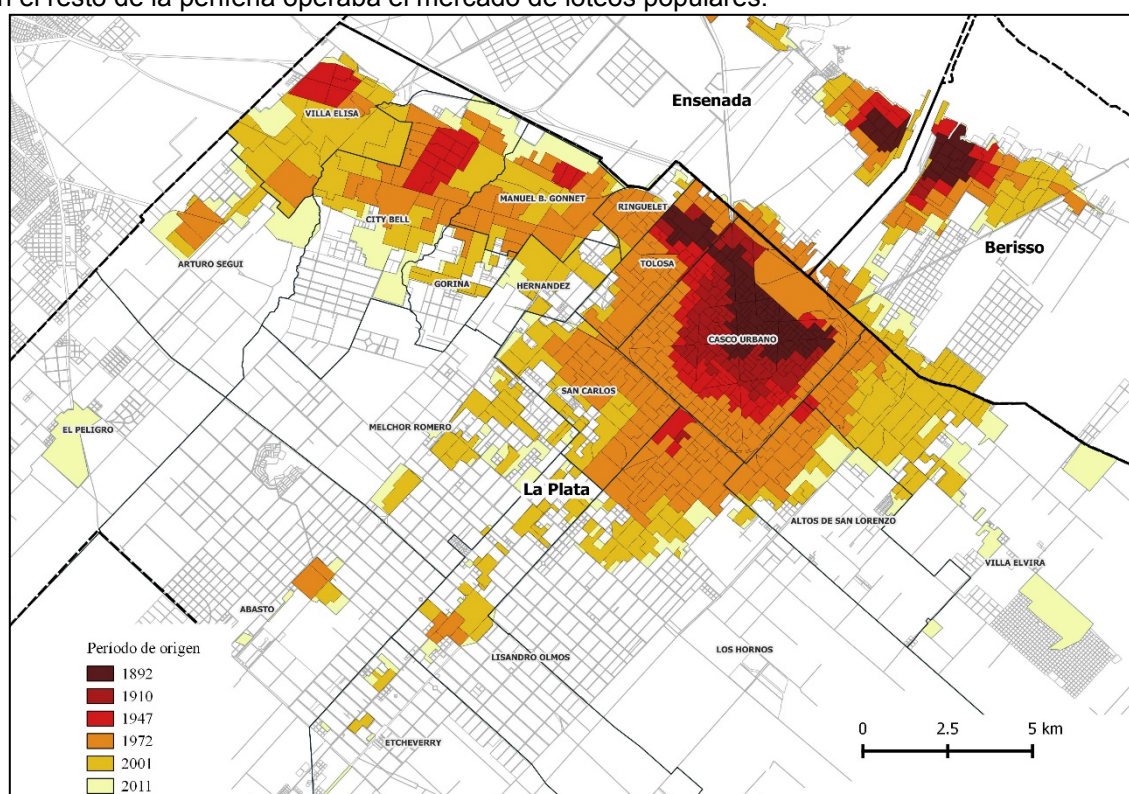 en el resto de la periferia operaba el mercado de loteos populares.
Ensenada
VILLA ELISA
MANUEL B. GONNET
RINGUELET
CITY BELL
Berisso
ARTURO SEGUI
TOLOSA
GORINA
HERNANDEZ
CASCO URBANO
SAN CARLOS
EL PELIGRO
MELCHOR ROMERO
La Plata
ALTOS DE SAN LORENZO
VILLA ELVIRA
ABASTO
LISANDRO OLMOS
LOS HORNOS
ETCHEVERRY
Período de origen
1892
1910
1947
1972
2001
2011
0 2.5 5 km